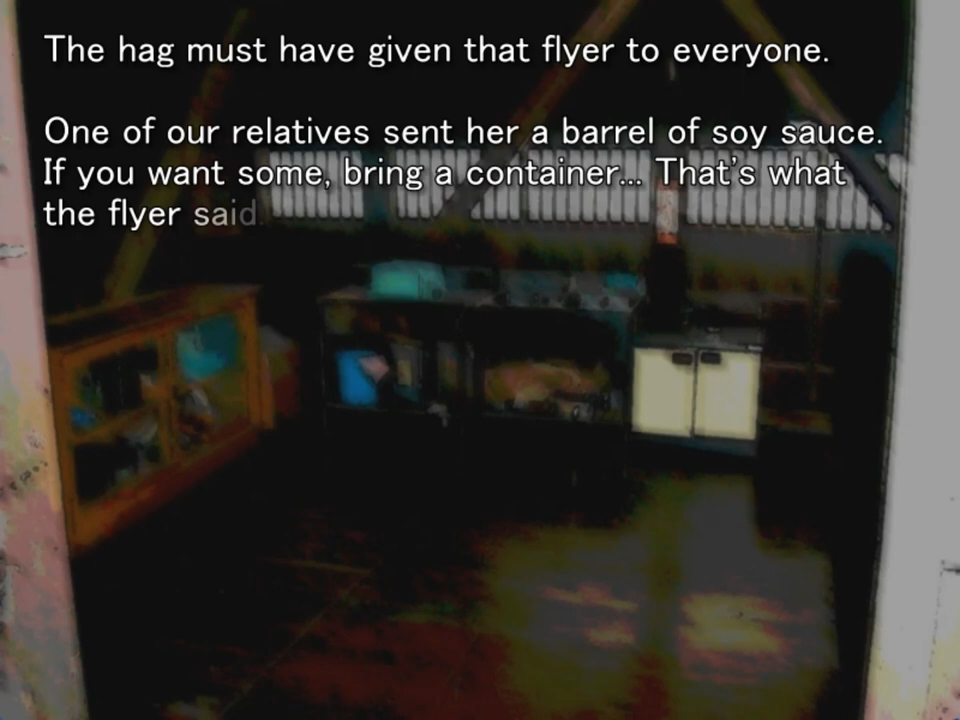 The hag must have given that flyer to everyone.
One of our relatives sent her a barrel of soy sauce.
If you want some, bring a container... That's what
the flyer said.